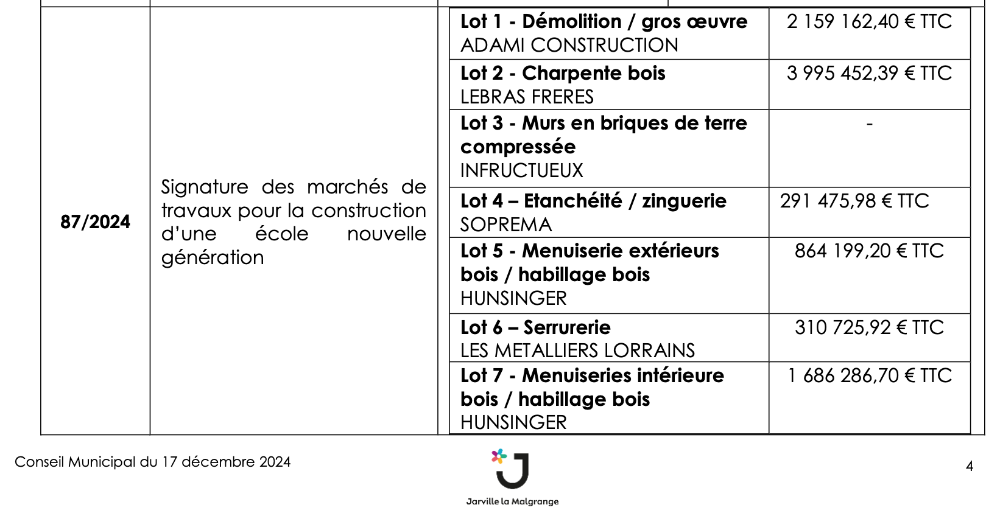 Lot 1 - Démolition / gros œuvre
ADAMI CONSTRUCTION
2 159 162,40 € TTC
Lot 2 - Charpente bois
LEBRAS FRERES
3 995 452,39 € TTC
Lot 3 - Murs en briques de terre
compressée
INFRUCTUEUX
-
87/2024
Signature des marchés de
travaux pour la construction
d’une école nouvelle
génération
Lot 4 – Etanchéité / zinguerie
SOPREMA
291 475,98 € TTC
Lot 5 - Menuiserie extérieurs
bois / habillage bois
HUNSINGER
864 199,20 € TTC
Lot 6 – Serrurerie
LES METALLIERS LORRAINS
310 725,92 € TTC
Lot 7 - Menuiseries intérieure
bois / habillage bois
HUNSINGER
1 686 286,70 € TTC
Conseil Municipal du 17 décembre 2024
J
Jarville la Malgrange
4